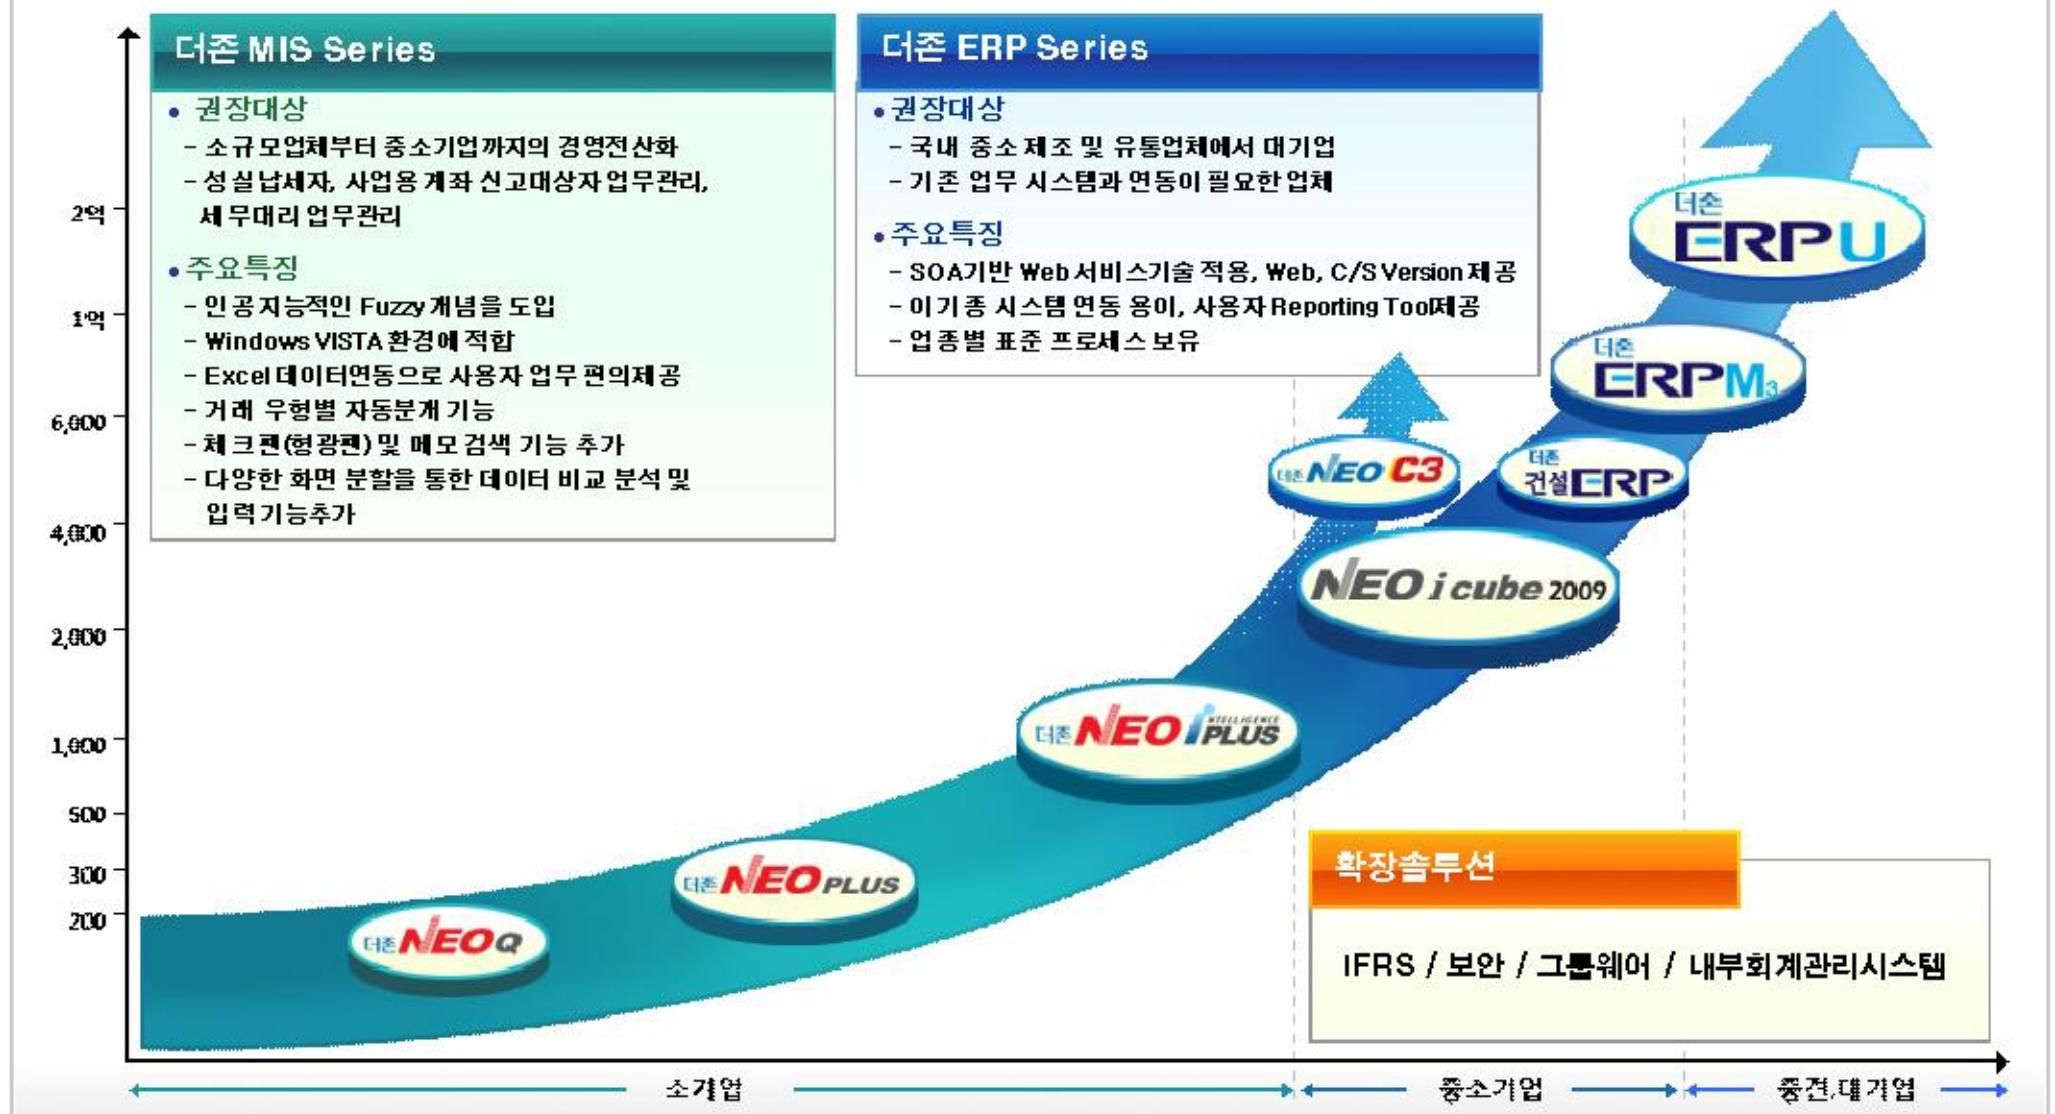 더존 MIS Series
• 권장대상
- 소규모업체부터 중소기업까지의 경영전산화
- 성실납세자, 사업용 계좌 신고대상자 업무관리,
세무대리 업무관리
• 주요특징
- 인공지능적인 Fuzzy 개념을 도입
- Windows VISTA 환경에 적합
- Excel 데이터연동으로 사용자 업무 편의제공
- 거래 유형별 자동분개 기능
- 체크펜(형광펜) 및 메모검색 기능 추가
- 다양한 화면 분할을 통한 데이터 비교 분석 및
입력 기능추가
더존 ERP Series
• 권장대상
- 국내 중소 제조 및 유통업체에서 대기업
- 기존 업무 시스템과 연동이 필요한 업체
• 주요특징
- SOA기반 Web 서비스기술 적용, Web, C/S Version 제공
- 이기종 시스템 연동 용이, 사용자 Reporting Tool제공
- 업종별 표준 프로세스 보유
2억
1억
6,000
4,000
2,000
1,000
500
300
200
더존 ERP U
더존 ERP M3
더존 NEO C3
더존 건설ERP
NEO i cube 2009
더존 NEO i PLUS
INTELLIGENCE
더존 NEO PLUS
더존 NEO Q
확장솔루션
IFRS / 보안 / 그룹웨어 / 내부회계관리시스템
소기업
중소기업
중견,대기업